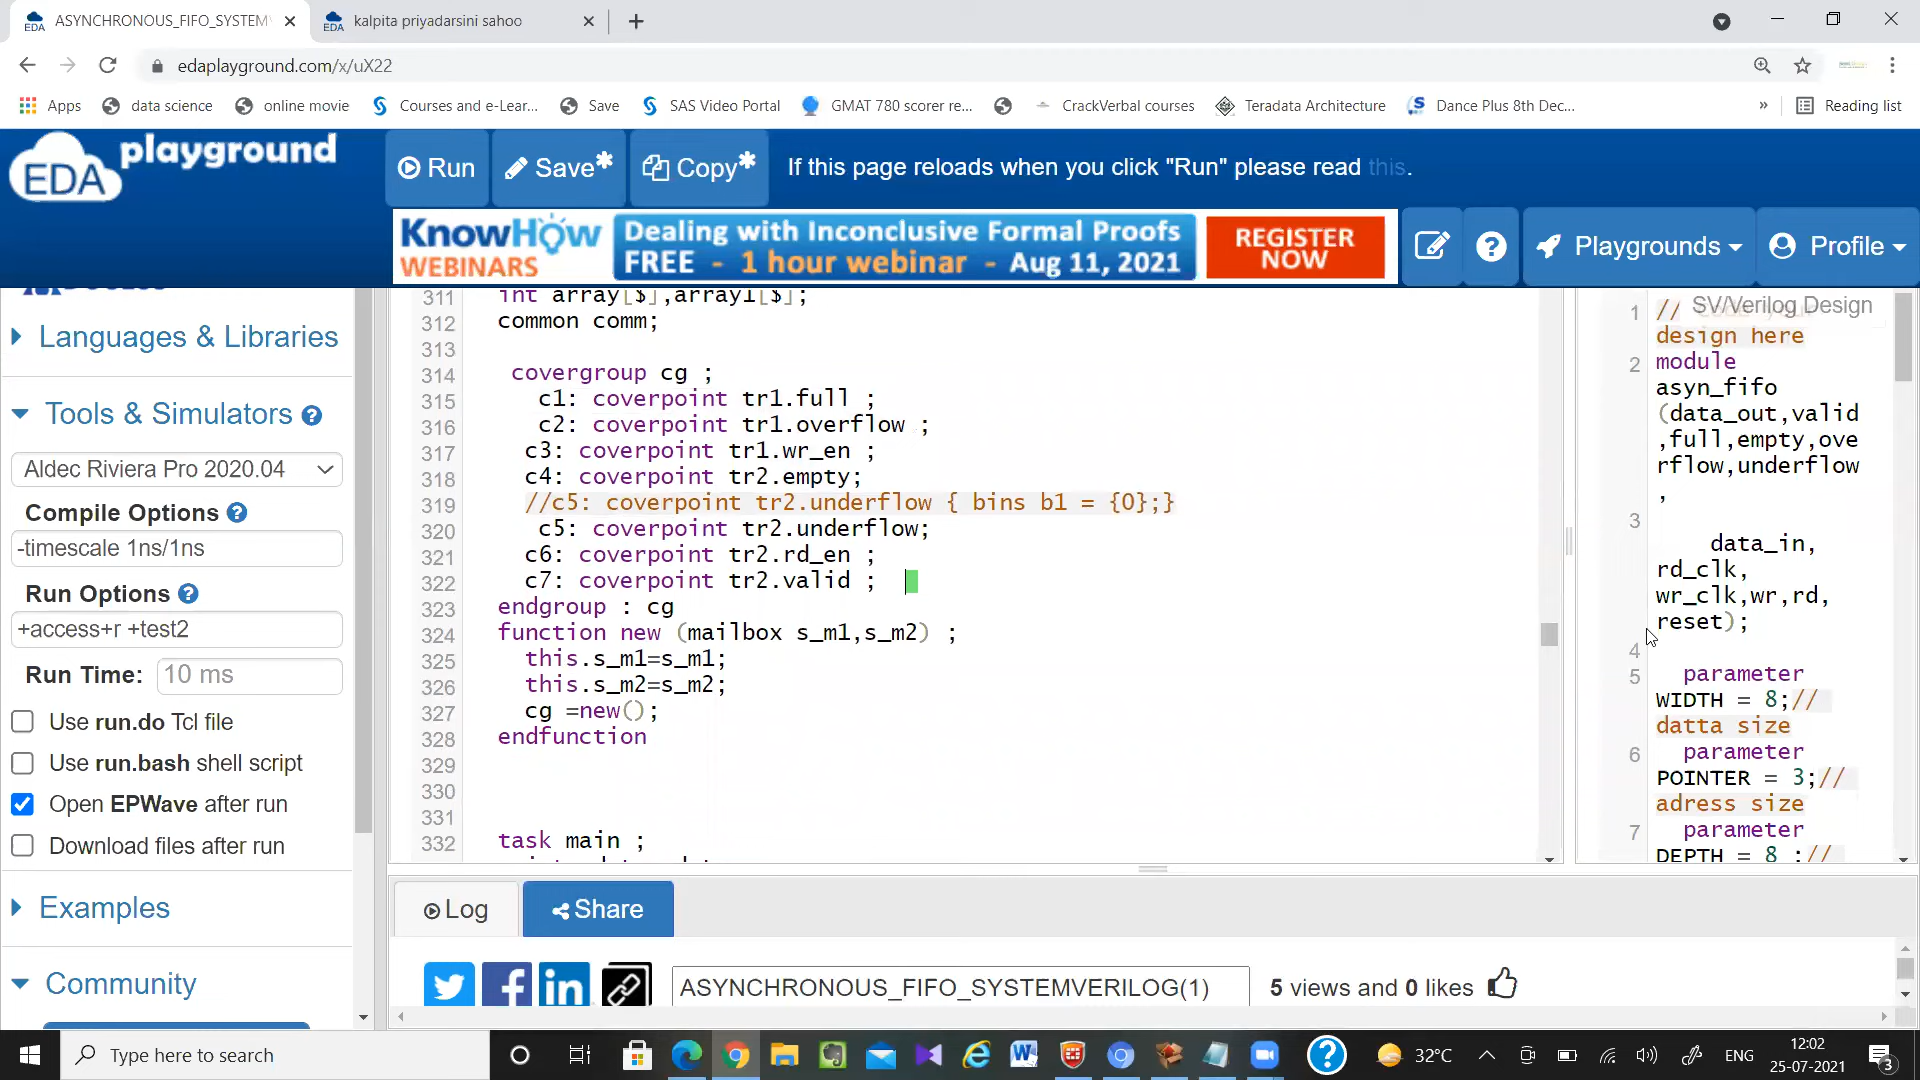 ASYNCHRONOUS_FIFO_SYSTEM
kalpita priyadarsini sahoo
edaplayground.com/x/uX22
Apps
data science
online movie
Courses and e-Lear...
Save
SAS Video Portal
GMAT 780 scorer re...
CrackVerbal courses
Teradata Architecture
Dance Plus 8th Dec...
»
Reading list
EDA playground
Run
Save*
Copy*
If this page reloads when you click "Run" please read this.
KnowHow WEBINARS
Dealing with Inconclusive Formal Proofs
FREE - 1 hour webinar - Aug 11, 2021
REGISTER NOW
Playgrounds
Profile
Languages & Libraries
Tools & Simulators
Aldec Riviera Pro 2020.04
Compile Options
-timescale 1ns/1ns
Run Options
+access+r +test2
Run Time:
10 ms
Use run.do Tcl file
Use run.bash shell script
Open EPWave after run
Download files after run
Examples
Community
311 int array[$],array1[$];
312 common comm;
313
314 covergroup cg ;
315 c1: coverpoint tr1.full ;
316 c2: coverpoint tr1.overflow ;
317 c3: coverpoint tr1.wr_en ;
318 c4: coverpoint tr2.empty;
319 //c5: coverpoint tr2.underflow { bins b1 = {0};}
320 c5: coverpoint tr2.underflow;
321 c6: coverpoint tr2.rd_en ;
322 c7: coverpoint tr2.valid ;
323 endgroup : cg
324 function new (mailbox s_m1,s_m2) ;
325 this.s_m1=s_m1;
326 this.s_m2=s_m2;
327 cg =new();
328 endfunction
329
330
331
332 task main ;
SV/Verilog Design
1 //
design here
2 module
asyn_fifo
(data_out,valid
,full,empty,ove
rflow,underflow
,
3
data_in,
rd_clk,
wr_clk,wr,rd,
reset);
4
5 parameter
WIDTH = 8;//
datta size
6 parameter
POINTER = 3;//
adress size
7 parameter
DEPTH = 8 ;//
Log
Share
ASYNCHRONOUS_FIFO_SYSTEMVERILOG(1)
5 views and 0 likes
Type here to search
32°C
ENG
12:02
25-07-2021
3